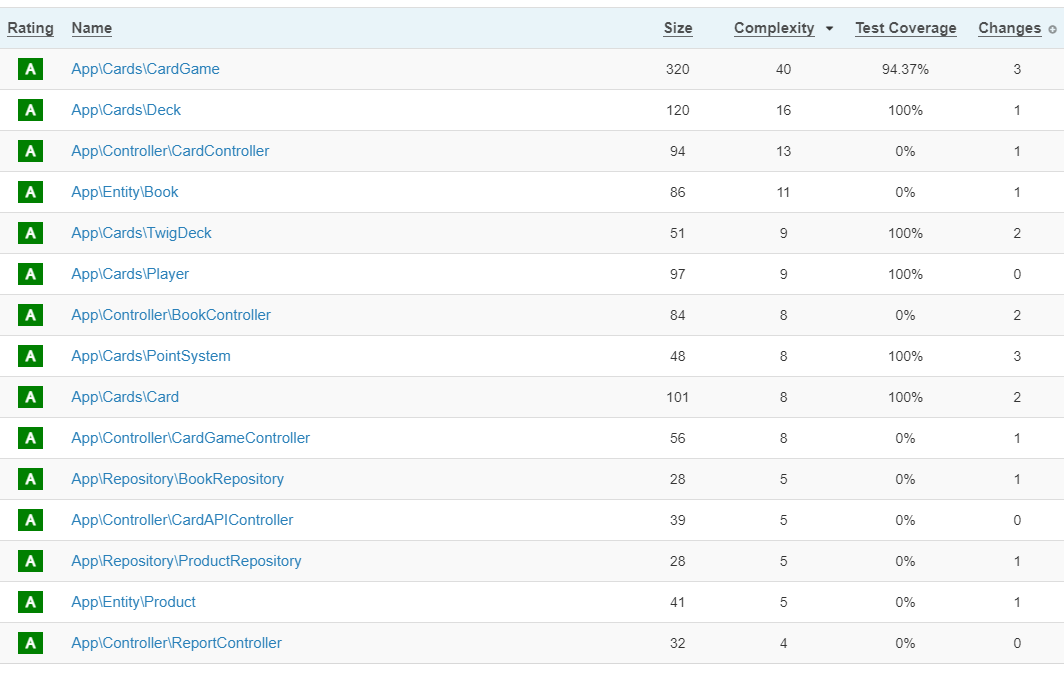 Rating Name Size Complexity Test Coverage Changes
A App\Cards\CardGame 320 40 94.37% 3
A App\Cards\Deck 120 16 100% 1
A App\Controller\CardController 94 13 0% 1
A App\Entity\Book 86 11 0% 1
A App\Cards\TwigDeck 51 9 100% 2
A App\Cards\Player 97 9 100% 0
A App\Controller\BookController 84 8 0% 2
A App\Cards\PointSystem 48 8 100% 3
A App\Cards\Card 101 8 100% 2
A App\Controller\CardGameController 56 8 0% 1
A App\Repository\BookRepository 28 5 0% 1
A App\Controller\CardAPIController 39 5 0% 0
A App\Repository\ProductRepository 28 5 0% 1
A App\Entity\Product 41 5 0% 1
A App\Controller\ReportController 32 4 0% 0